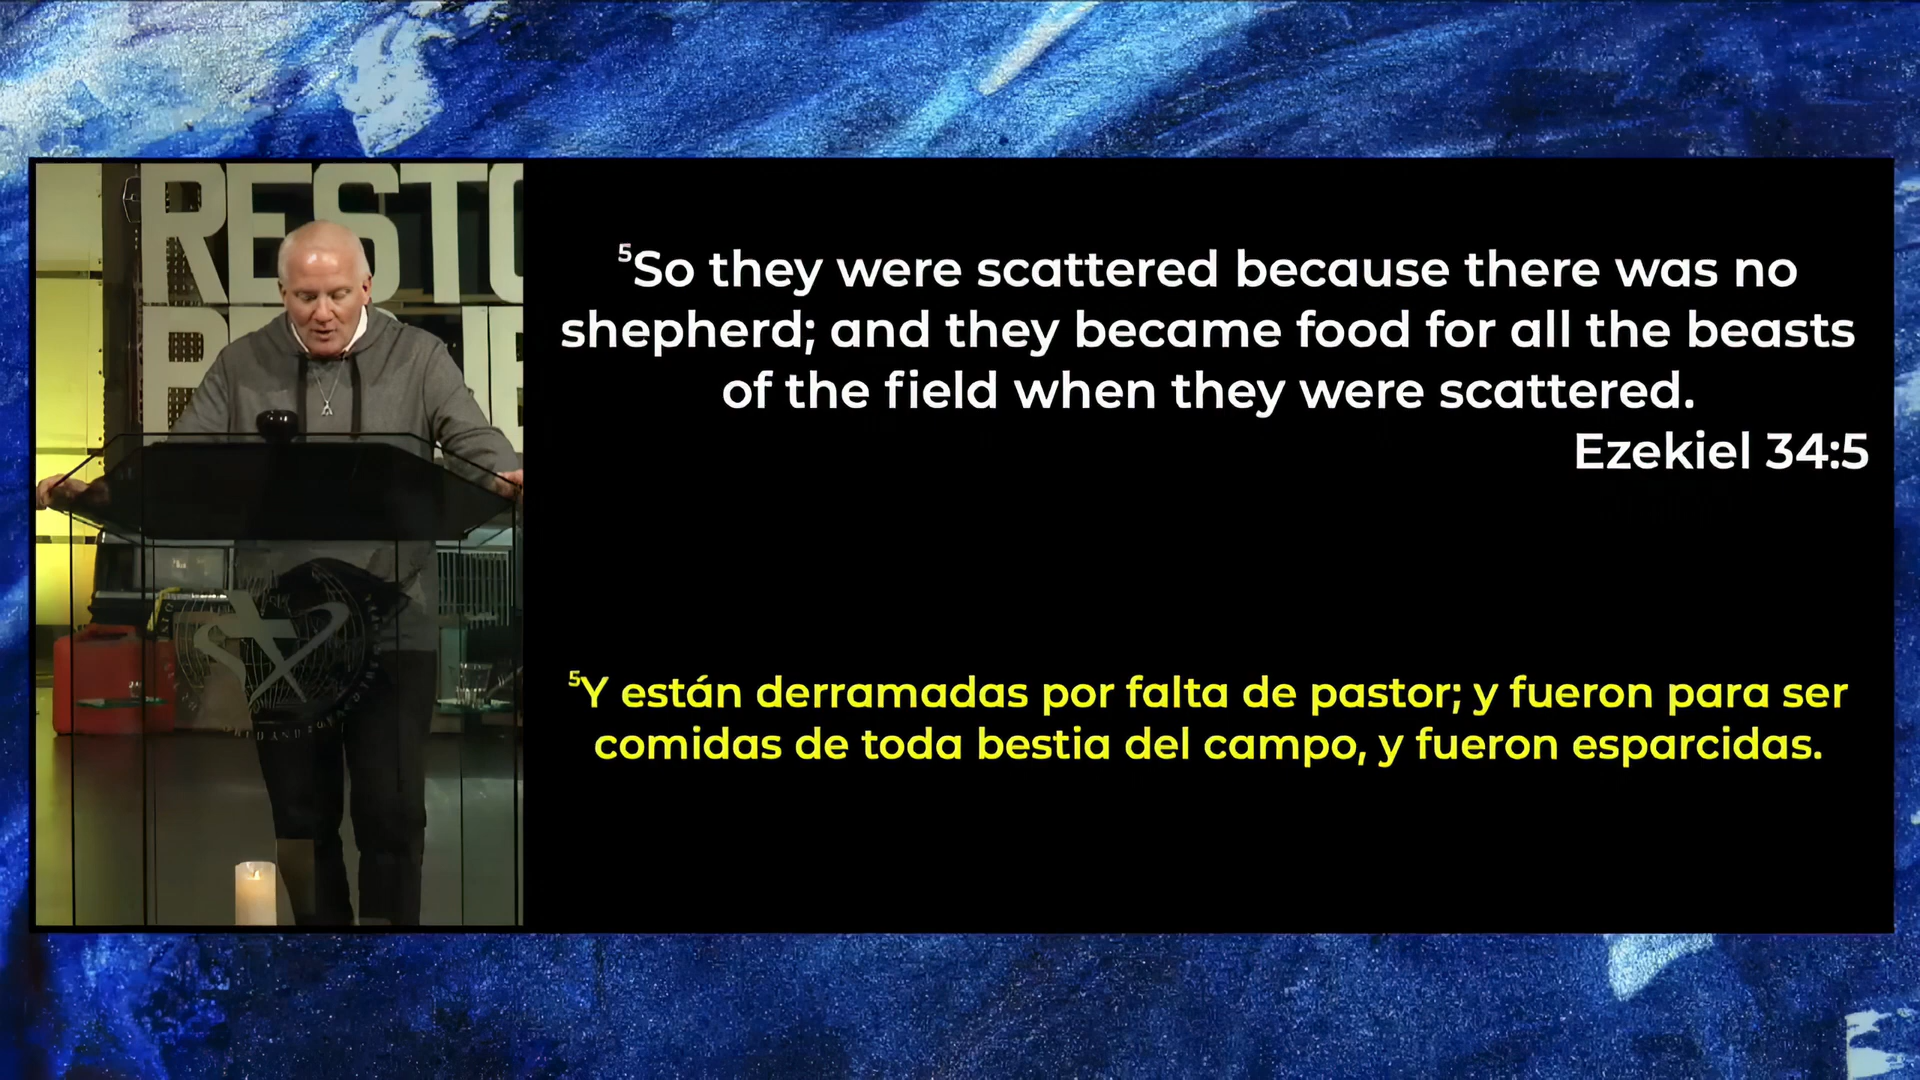 RESTO
⁵So they were scattered because there was no
shepherd; and they became food for all the beasts
of the field when they were scattered.
Ezekiel 34:5
⁵Y están derramadas por falta de pastor; y fueron para ser
comidas de toda bestia del campo, y fueron esparcidas.